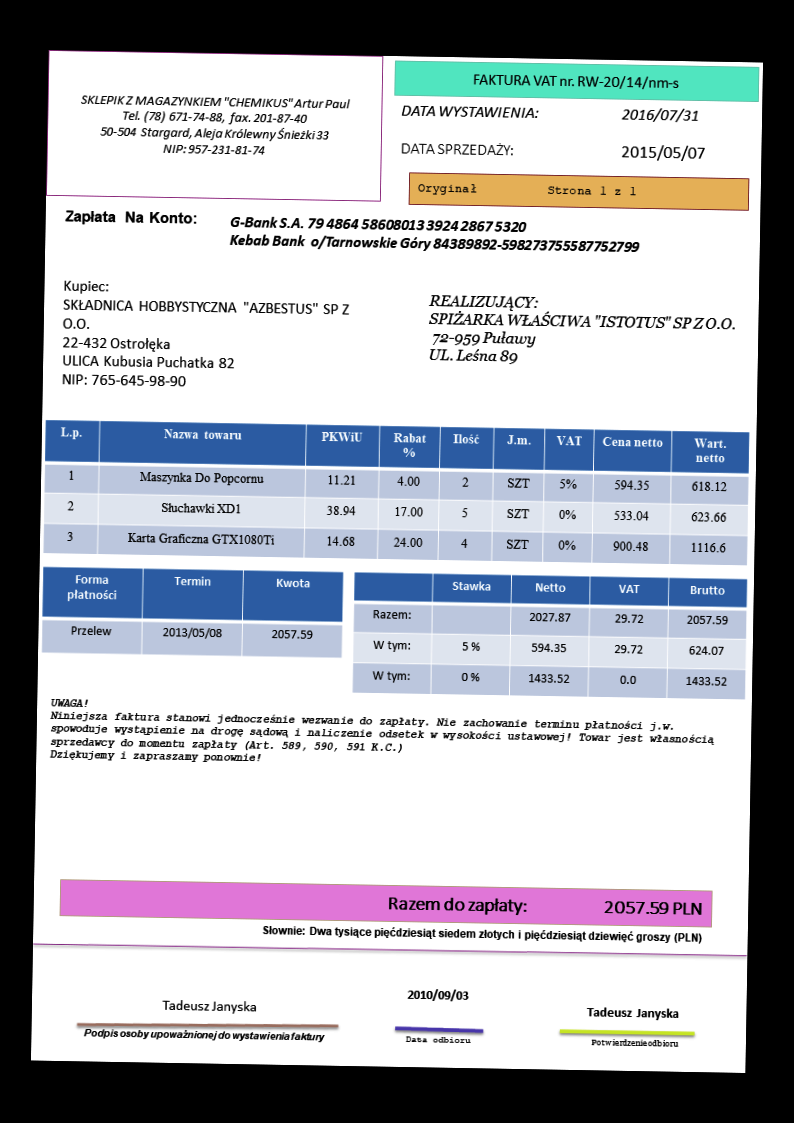 SKLEPIK Z MAGAZYNKIEM "CHEMIKUS" Artur Paul
Tel. (78) 671-74-88, fax. 201-87-40
50-504 Stargard, Aleja Królewny Śnieżki 33
NIP: 957-231-81-74
FAKTURA VAT nr. RW-20/14/nm-s
DATA WYSTAWIENIA: 2016/07/31
DATA SPRZEDAŻY: 2015/05/07
Oryginał Strona 1 z 1
Zapłata Na Konto: G-Bank S.A. 79 4864 58608013 3924 2867 5320
Kebab Bank o/Tarnowskie Góry 84389892-598273755587752799
Kupiec:
SKŁADNICA HOBBYSTYCZNA "AZBESTUS" SP Z
O.O.
22-432 Ostrołęka
ULICA Kubusia Puchatka 82
NIP: 765-645-98-90
REALIZUJĄCY:
SPIŻARKA WŁAŚCIWA "ISTOTUS" SP Z O.O.
72-959 Puławy
UL. Leśna 89
L.p. Nazwa towaru PKWiU Rabat % Ilość J.m. VAT Cena netto Wart. netto
1 Maszynka Do Popcornu 11.21 4.00 2 SZT 5% 594.35 618.12
2 Słuchawki XD1 38.94 17.00 5 SZT 0% 533.04 623.66
3 Karta Graficzna GTX1080Ti 14.68 24.00 4 SZT 0% 900.48 1116.6
Forma płatności Termin Kwota
Przelew 2013/05/08 2057.59
Stawka Netto VAT Brutto
Razem: 2027.87 29.72 2057.59
W tym: 5 % 594.35 29.72 624.07
W tym: 0 % 1433.52 0.0 1433.52
UWAGA!
Niniejsza faktura stanowi jednocześnie wezwanie do zapłaty. Nie zachowanie terminu płatności j.w.
spowoduje wystąpienie na drogę sądową i naliczenie odsetek w wysokości ustawowej! Towar jest własnością
sprzedawcy do momentu zapłaty (Art. 589, 590, 591 K.C.)
Dziękujemy i zapraszamy ponownie!
Razem do zapłaty: 2057.59 PLN
Słownie: Dwa tysiące pięćdziesiąt siedem złotych i pięćdziesiąt dziewięć groszy (PLN)
Tadeusz Janyska
Podpis osoby upoważnionej do wystawienia faktury
2010/09/03
Data odbioru
Tadeusz Janyska
Potwierdzenie odbioru